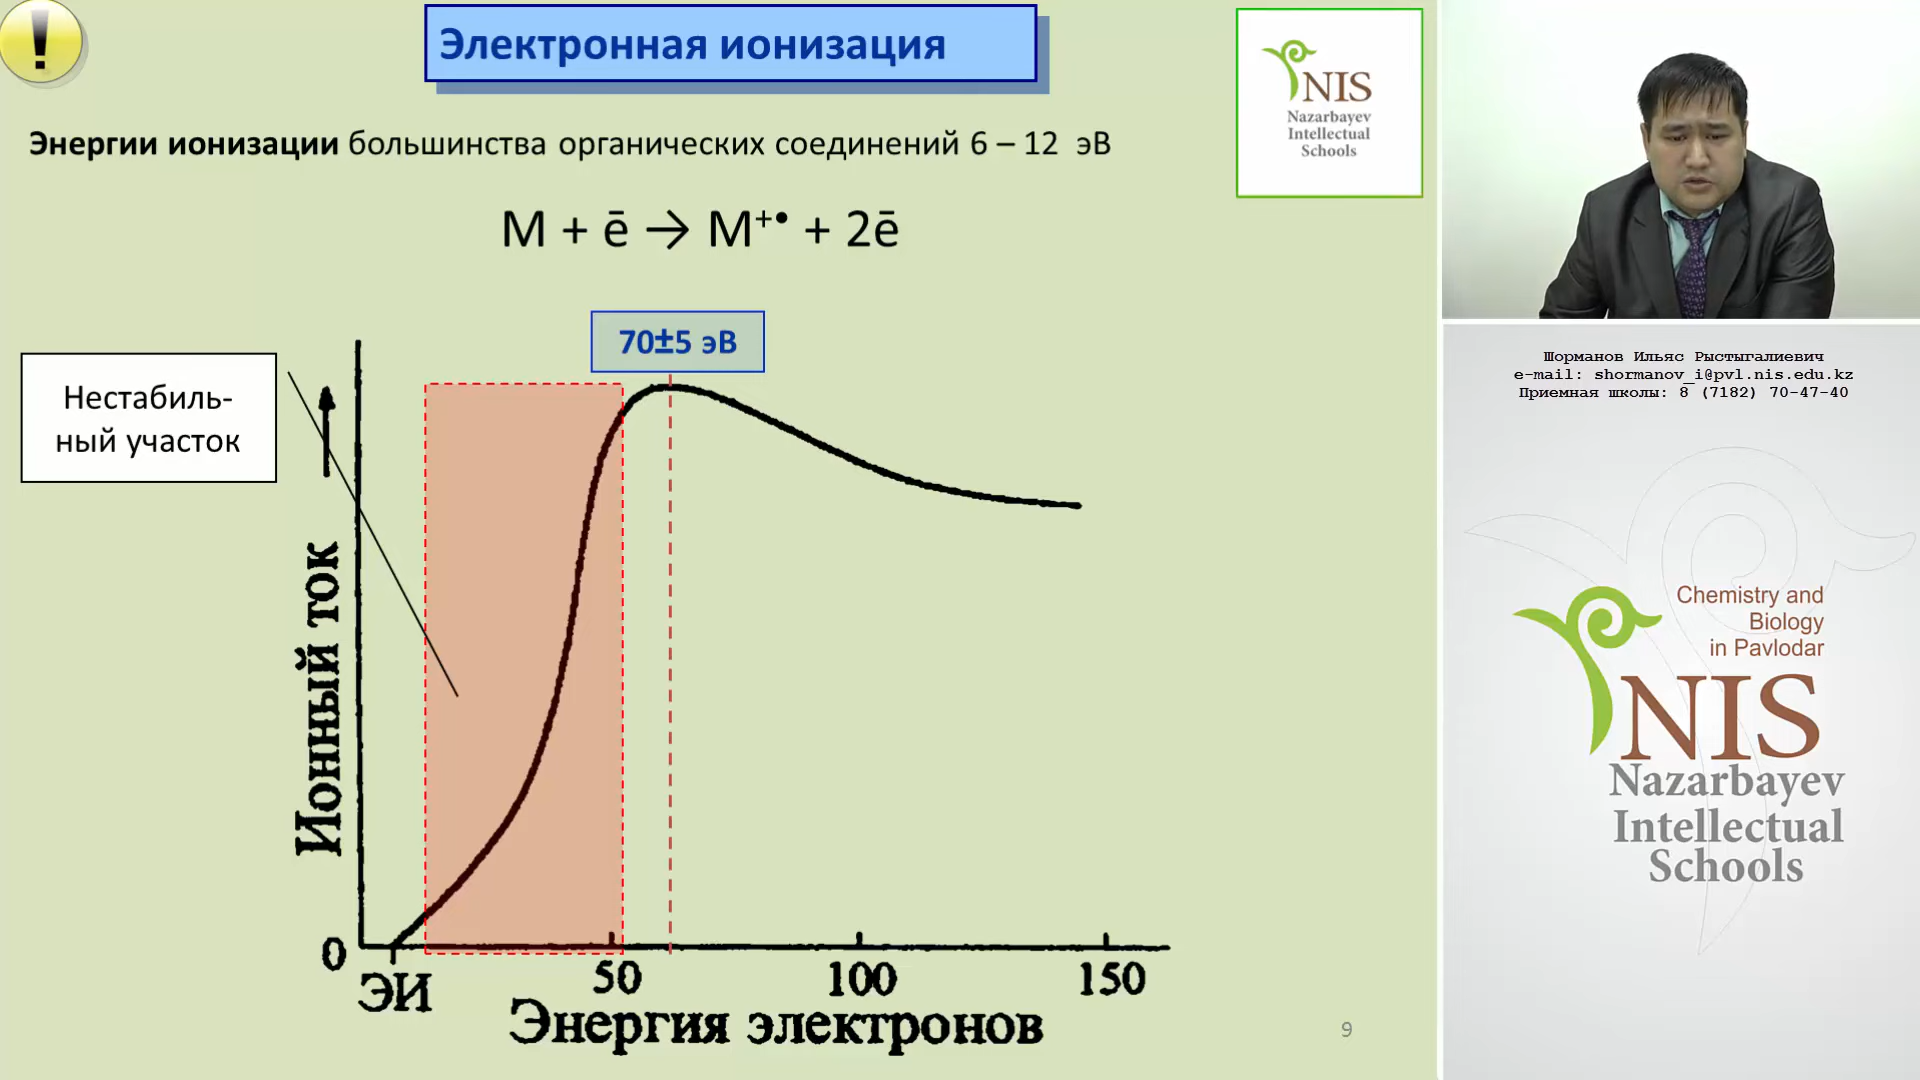 !
Электронная ионизация
Энергии ионизации большинства органических соединений 6 – 12 эВ
M + ē → M⁺• + 2ē
70±5 эВ
Нестабиль-
ный участок
Ионный ток
0
ЭИ
50
100
150
Энергия электронов
9
NIS
Nazarbayev
Intellectual
Schools
Шорманов Ильяс Рыстыгалиевич
e-mail: shormanov_i@pvl.nis.edu.kz
Приемная школы: 8 (7182) 70-47-40
Chemistry and
Biology
in Pavlodar
NIS
Nazarbayev
Intellectual
Schools